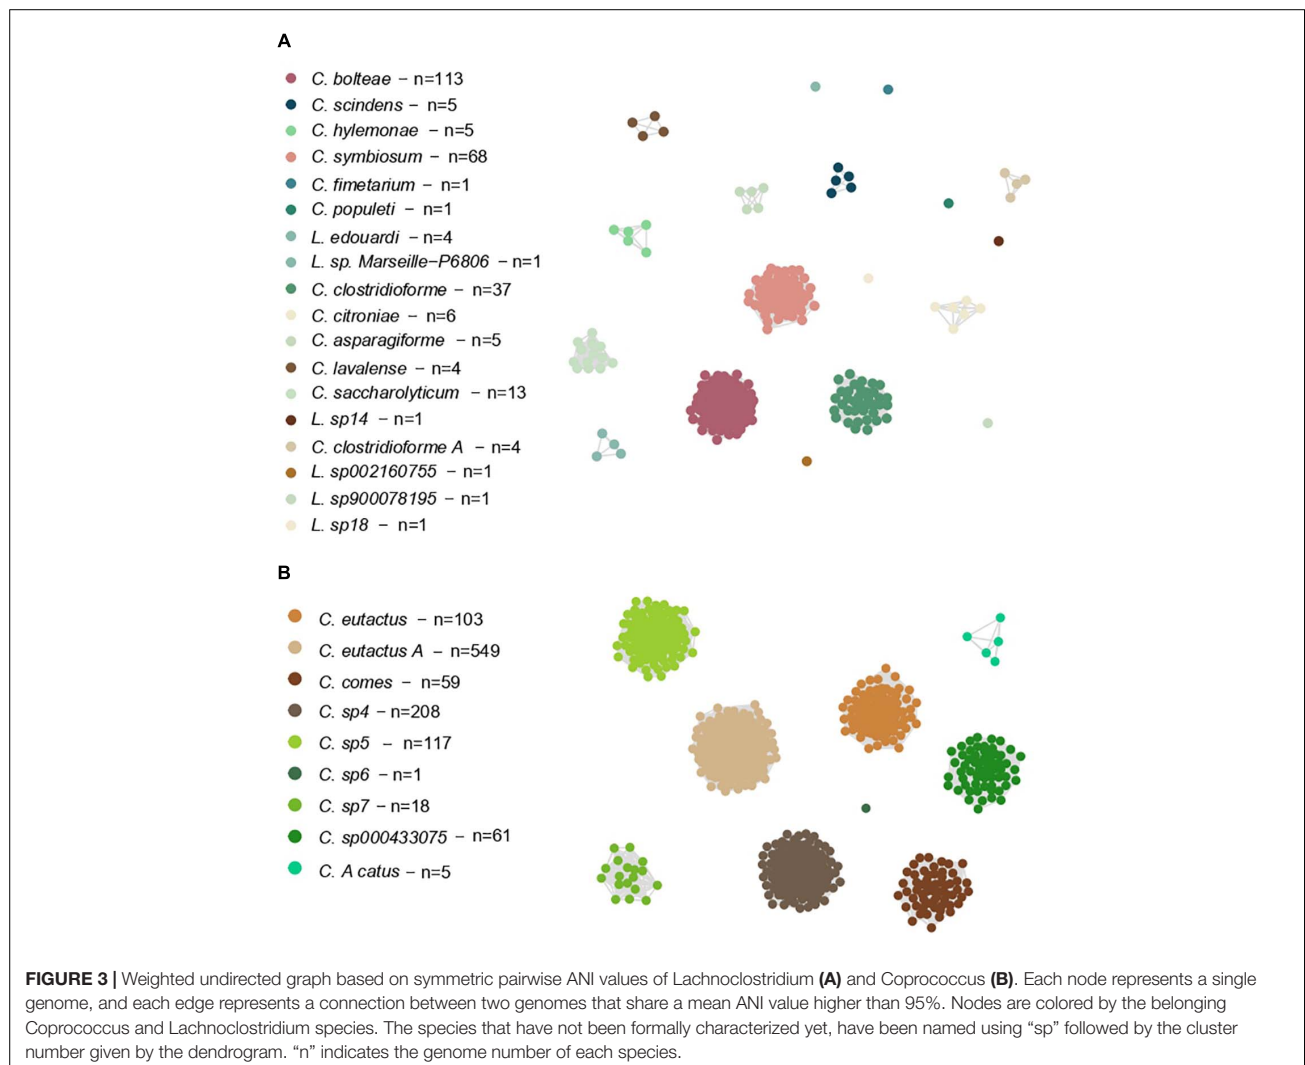 A
C. bolteae – n=113
C. scindens – n=5
C. hylemonae – n=5
C. symbiosum – n=68
C. fimetarium – n=1
C. populeti – n=1
L. edouardi – n=4
L. sp. Marseille–P6806 – n=1
C. clostridioforme – n=37
C. citroniae – n=6
C. asparagiforme – n=5
C. lavalense – n=4
C. saccharolyticum – n=13
L. sp14 – n=1
C. clostridioforme A – n=4
L. sp002160755 – n=1
L. sp900078195 – n=1
L. sp18 – n=1
B
C. eutactus – n=103
C. eutactus A – n=549
C. comes – n=59
C. sp4 – n=208
C. sp5 – n=117
C. sp6 – n=1
C. sp7 – n=18
C. sp000433075 – n=61
C. A catus – n=5
FIGURE 3 | Weighted undirected graph based on symmetric pairwise ANI values of Lachnoclostridium (A) and Coprococcus (B). Each node represents a single
genome, and each edge represents a connection between two genomes that share a mean ANI value higher than 95%. Nodes are colored by the belonging
Coprococcus and Lachnoclostridium species. The species that have not been formally characterized yet, have been named using “sp” followed by the cluster
number given by the dendrogram. “n” indicates the genome number of each species.